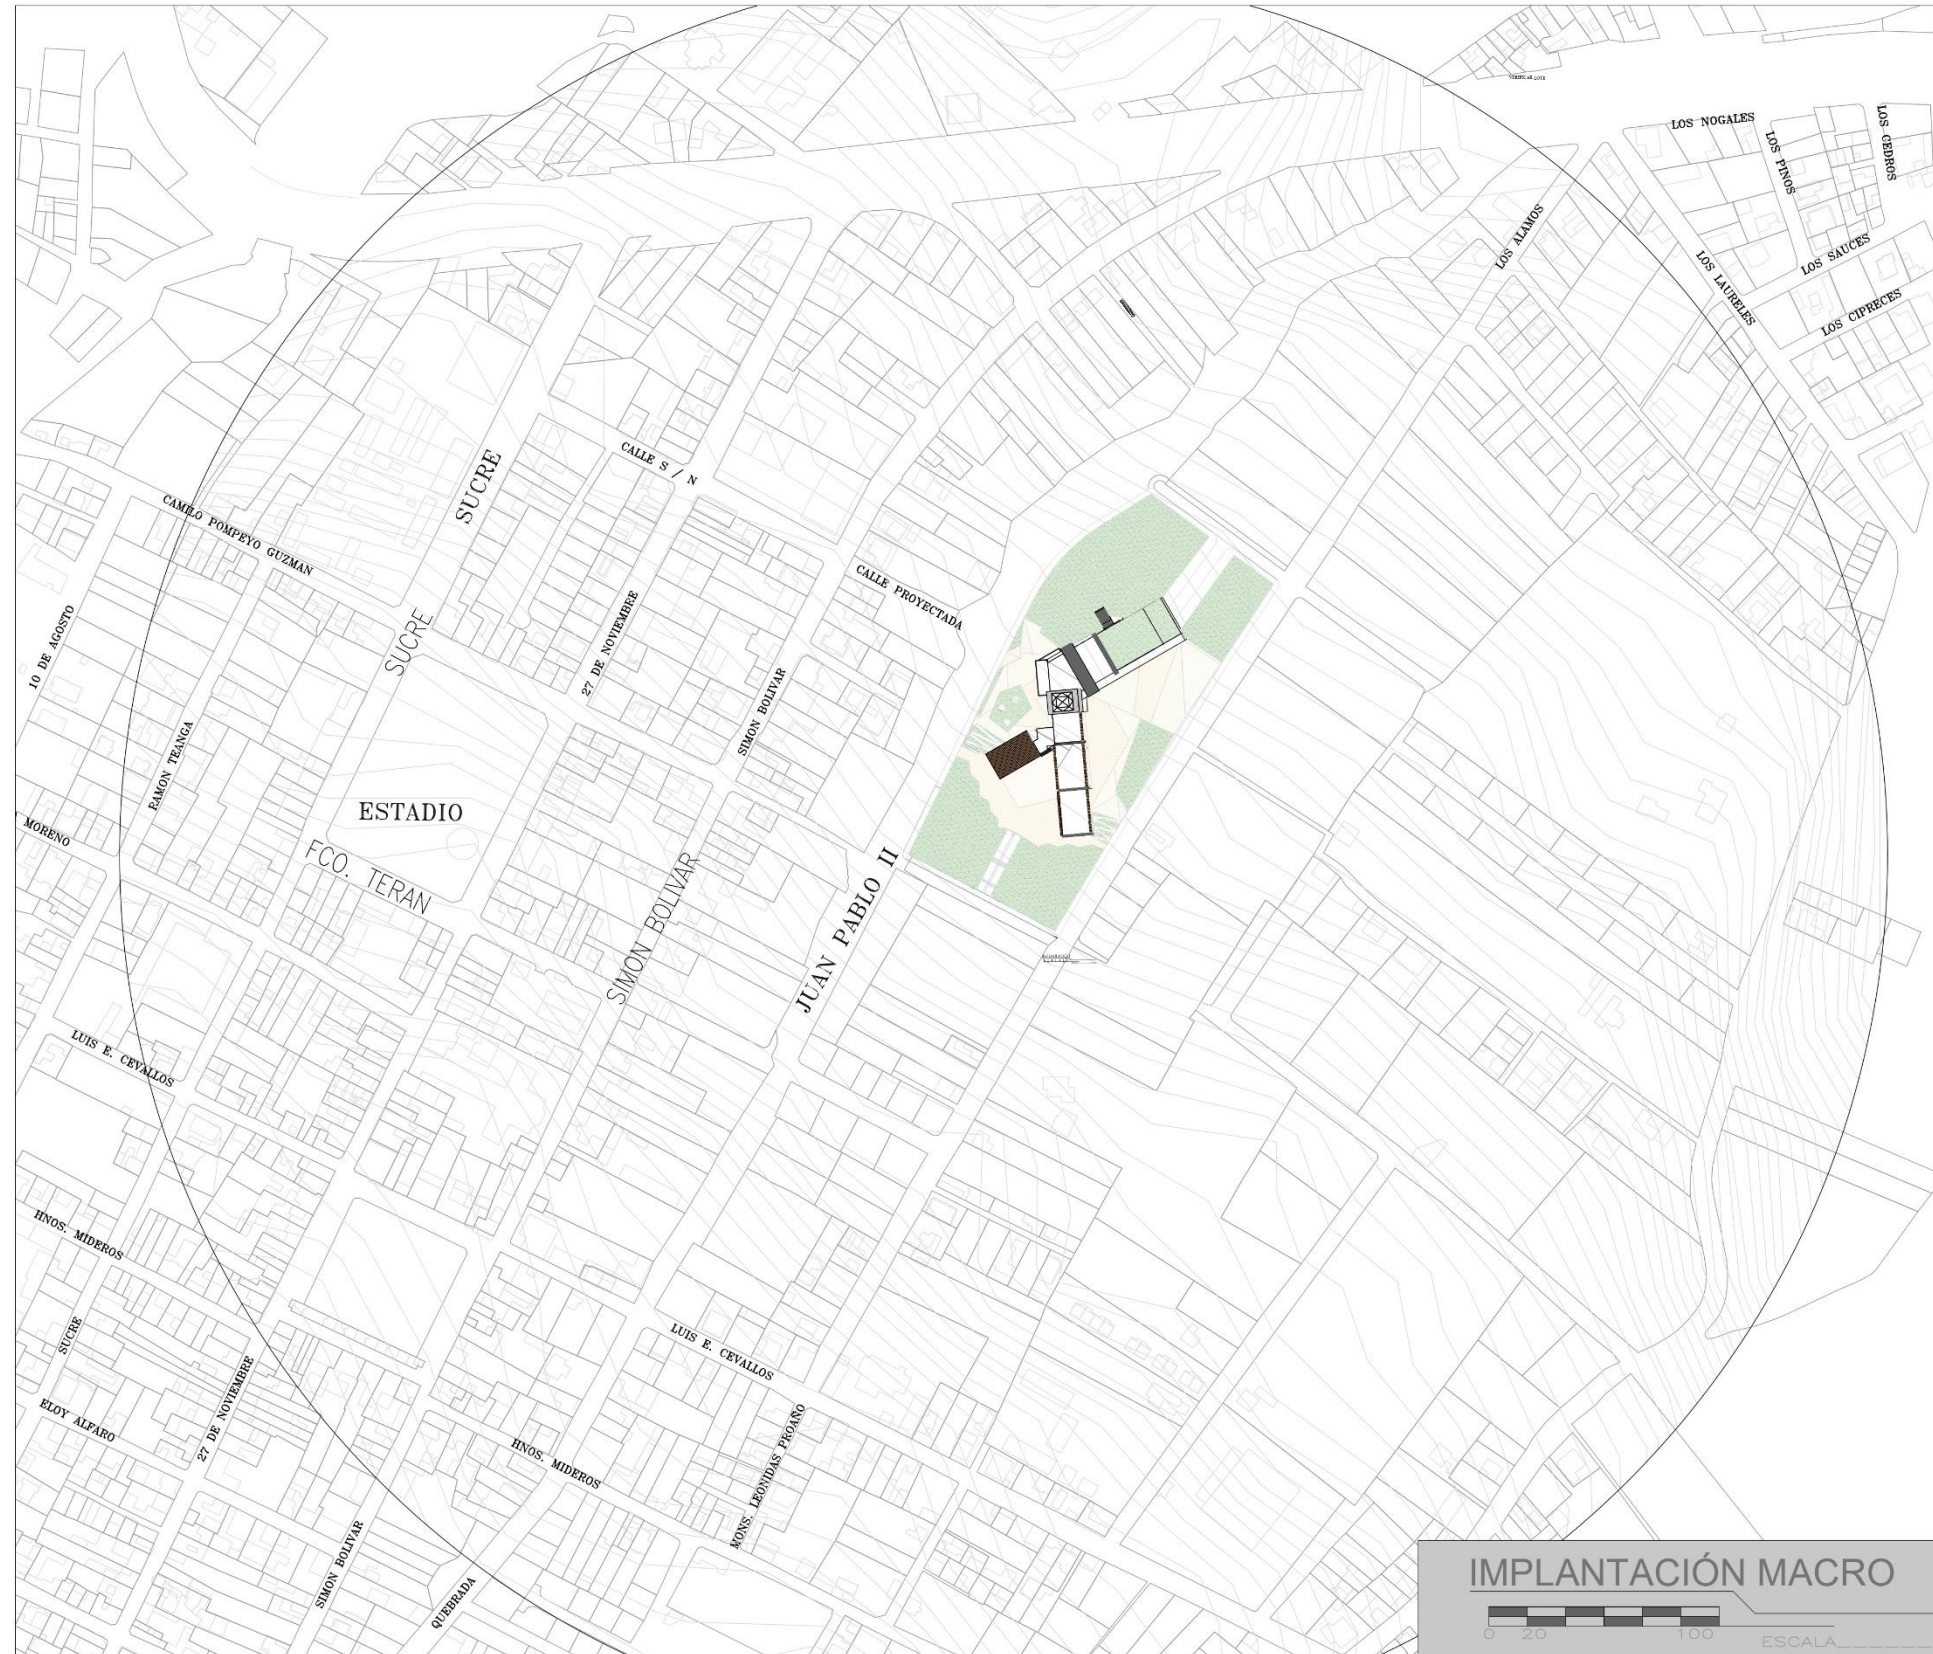 VERIFICAR LOTE
LOS NOGALES
LOS PINOS
LOS CEDROS
LOS ALAMOS
LOS SAUCES
LOS LAURELES
LOS CIPRECES
SUCRE
CALLE S / N
CAMILO POMPEYO GUZMAN
CALLE PROYECTADA
10 DE AGOSTO
SUCRE
27 DE NOVIEMBRE
SIMON BOLIVAR
RAMON TEANGA
ESTADIO
MORENO
FCO. TERAN
SIMON BOLIVAR
JUAN PABLO II
LUIS E. CEVALLOS
HNOS. MIDEROS
SUCRE
LUIS E. CEVALLOS
27 DE NOVIEMBRE
ELOY ALFARO
HNOS. MIDEROS
MONS. LEONIDAS PROAÑO
SIMON BOLIVAR
QUEBRADA
IMPLANTACIÓN MACRO
0 20 100
ESCALA